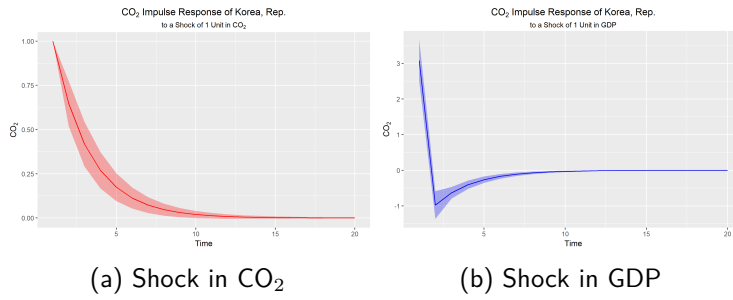 CO₂ Impulse Response of Korea, Rep.
to a Shock of 1 Unit in CO₂
1.00
0.75
0.50
0.25
0.00
CO₂
5
10
15
20
Time
(a) Shock in CO₂
CO₂ Impulse Response of Korea, Rep.
to a Shock of 1 Unit in GDP
3
2
1
0
-1
CO₂
5
10
15
20
Time
(b) Shock in GDP